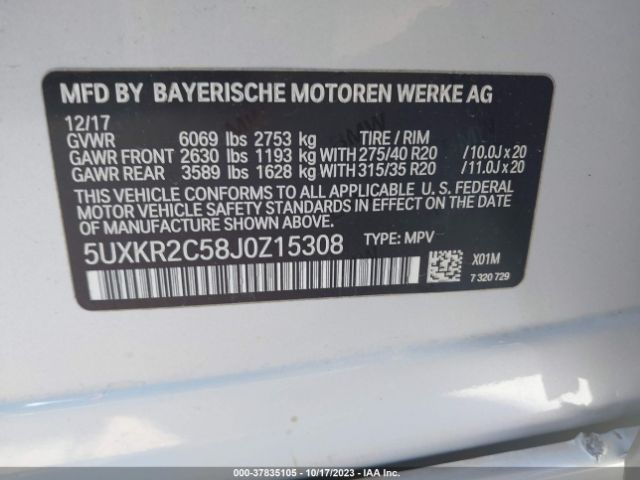 MFD BY BAYERISCHE MOTOREN WERKE AG
12/17
GVWR 6069 lbs 2753 kg TIRE / RIM
GAWR FRONT 2630 lbs 1193 kg WITH 275/40 R20 / 10.0J x 20
GAWR REAR 3589 lbs 1628 kg WITH 315/35 R20 / 11.0J x 20
THIS VEHICLE CONFORMS TO ALL APPLICABLE U.S. FEDERAL
MOTOR VEHICLE SAFETY STANDARDS IN EFFECT ON THE DATE
OF MANUFACTURE SHOWN ABOVE.
5UXKR2C58J0Z15308 TYPE: MPV
X01M
7 320 729
000-37835105 - 10/17/2023 - IAAI.COM